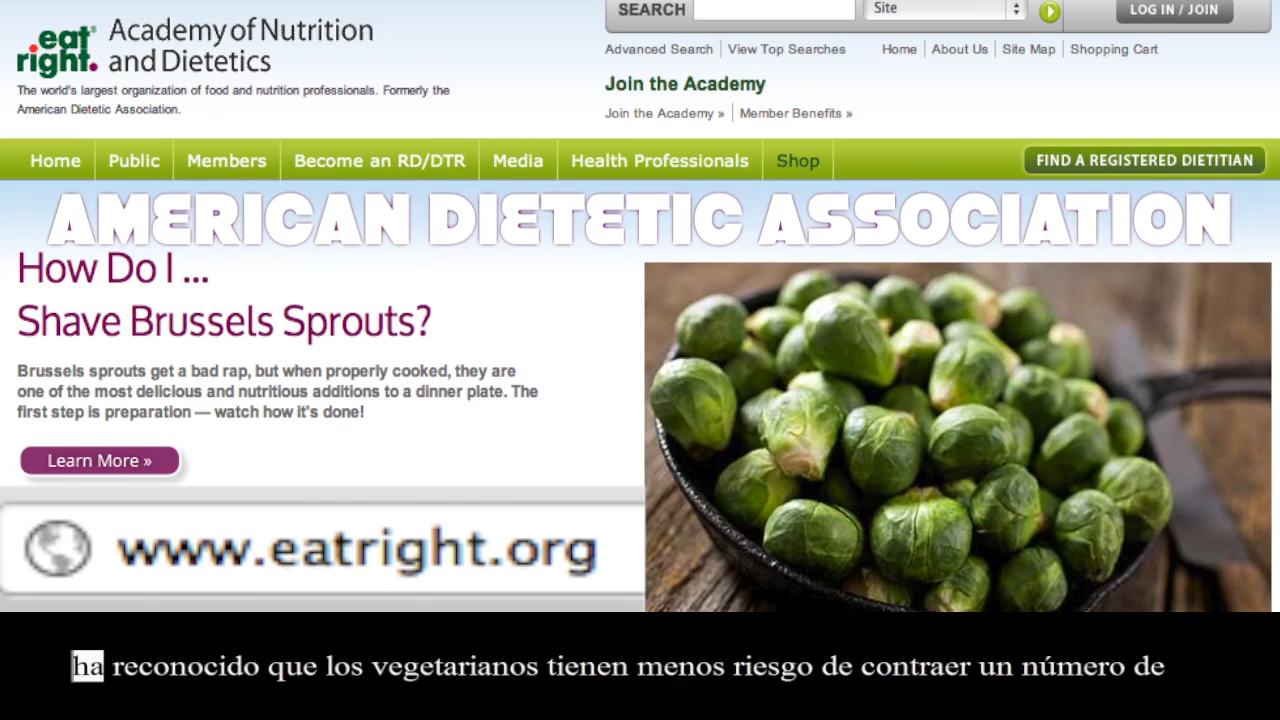 SEARCH
Site
LOG IN / JOIN
eat right.
Academy of Nutrition
and Dietetics
The world's largest organization of food and nutrition professionals. Formerly the
American Dietetic Association.
Advanced Search
View Top Searches
Home
About Us
Site Map
Shopping Cart
Join the Academy
Join the Academy »
Member Benefits »
Home
Public
Members
Become an RD/DTR
Media
Health Professionals
Shop
FIND A REGISTERED DIETITIAN
AMERICAN DIETETIC ASSOCIATION
How Do I ...
Shave Brussels Sprouts?
Brussels sprouts get a bad rap, but when properly cooked, they are
one of the most delicious and nutritious additions to a dinner plate. The
first step is preparation — watch how it's done!
Learn More »
www.eatright.org
ha reconocido que los vegetarianos tienen menos riesgo de contraer un número de